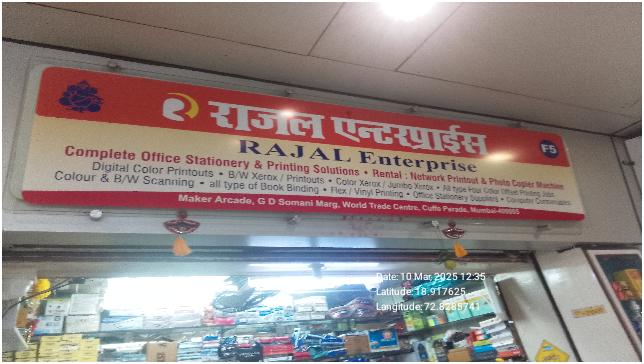 राजल एन्टरप्राईस
F5
RAJAL Enterprise
Complete Office Stationery & Printing Solutions • Rental : Network Printout & Photo Copier Machine
Digital Color Printouts • B/W Xerox / Printouts • Color Xerox / Jumbo Xerox • All type Four Color Offset Printing Jobs
Colour & B/W Scanning • all type of Book Binding • Flex / Vinyl Printing • Office Stationery Suppliers • Computer Consumables
Maker Arcade, G D Somani Marg, World Trade Centre, Cuffe Parade, Mumbai-400005
Date: 10 Mar 2025 12:35
Latitude:18.917625
Langitude:72.8285741